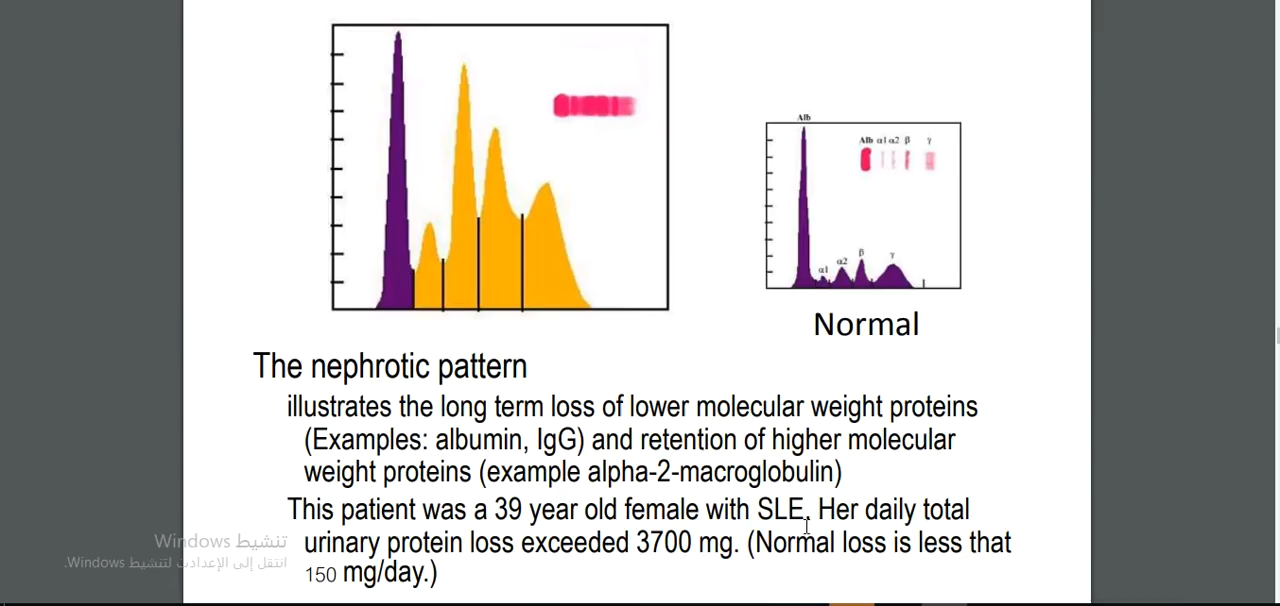 Alb
Alb α1 α2 β γ
α1 α2 β γ
Normal
The nephrotic pattern
illustrates the long term loss of lower molecular weight proteins
(Examples: albumin, IgG) and retention of higher molecular
weight proteins (example alpha-2-macroglobulin)
This patient was a 39 year old female with SLE. Her daily total
urinary protein loss exceeded 3700 mg. (Normal loss is less that
150 mg/day.)
تنشيط Windows
انتقل إلى الإعدادات لتنشيط Windows.